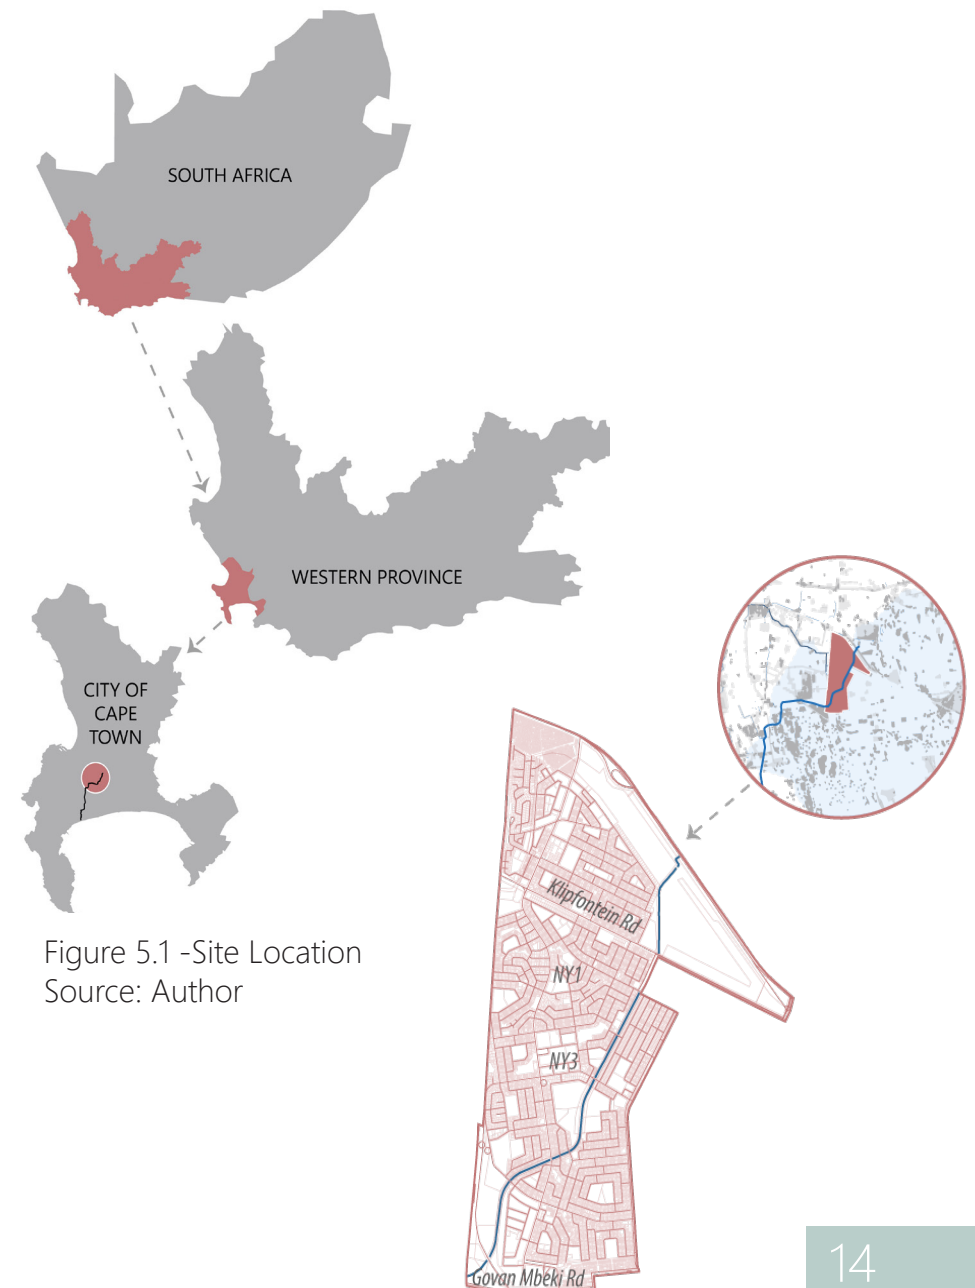 SOUTH AFRICA
WESTERN PROVINCE
CITY OF
CAPE
TOWN
Klipfontein Rd
NY1
NY3
Govan Mbeki Rd
Figure 5.1 -Site Location
Source: Author
14